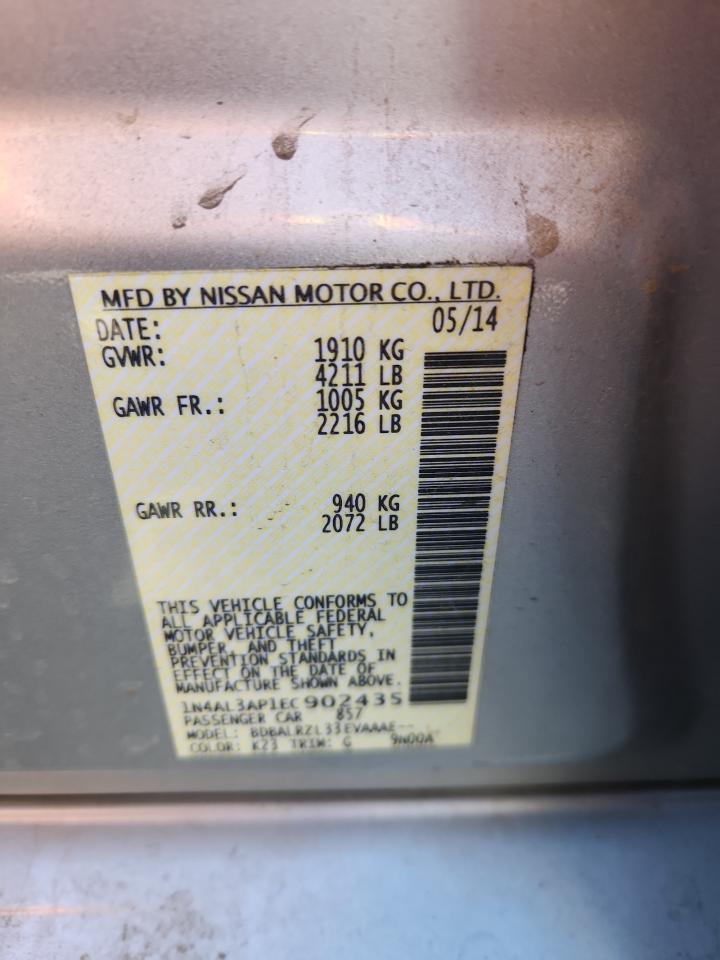 MFD BY NISSAN MOTOR CO., LTD.
DATE: 05/14
GVWR: 1910 KG
4211 LB
GAWR FR.: 1005 KG
2216 LB
GAWR RR.: 940 KG
2072 LB
THIS VEHICLE CONFORMS TO
ALL APPLICABLE FEDERAL
MOTOR VEHICLE SAFETY,
BUMPER, AND THEFT
PREVENTION STANDARDS IN
EFFECT ON THE DATE OF
MANUFACTURE SHOWN ABOVE.
1N4AL3AP1EC902435
PASSENGER CAR 857
MODEL: BDBALRZL33EVAAAE--
COLOR: K23 TRIM: G 9N00A